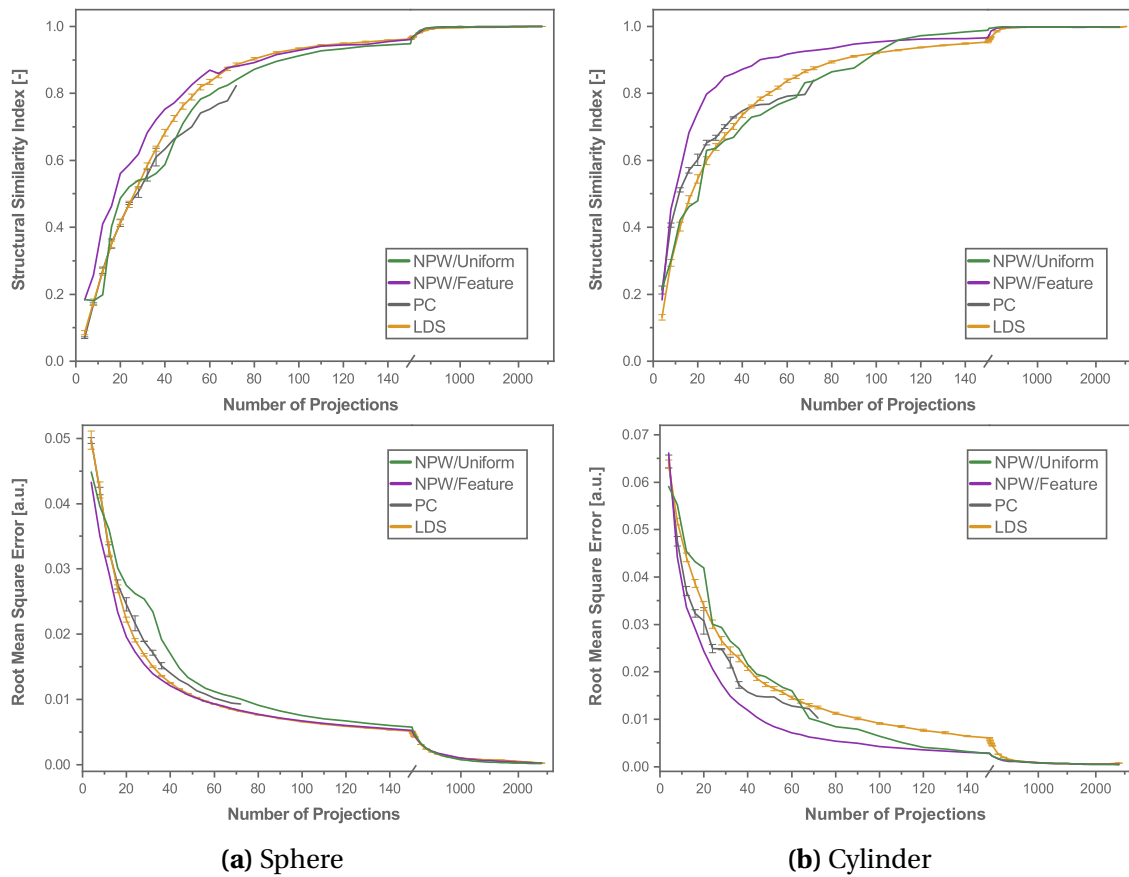 1.0
0.8
0.6
0.4
0.2
0.0
Structural Similarity Index [-]
NPW/Uniform
NPW/Feature
PC
LDS
0 20 40 60 80 100 120 140 1000 2000
Number of Projections
1.0
0.8
0.6
0.4
0.2
0.0
Structural Similarity Index [-]
NPW/Uniform
NPW/Feature
PC
LDS
0 20 40 60 80 100 120 140 1000 2000
Number of Projections
0.05
0.04
0.03
0.02
0.01
0.00
Root Mean Square Error [a.u.]
NPW/Uniform
NPW/Feature
PC
LDS
0 20 40 60 80 100 120 140 1000 2000
Number of Projections
0.07
0.06
0.05
0.04
0.03
0.02
0.01
0.00
Root Mean Square Error [a.u.]
NPW/Uniform
NPW/Feature
PC
LDS
0 20 40 60 80 100 120 140 1000 2000
Number of Projections
(a) Sphere
(b) Cylinder